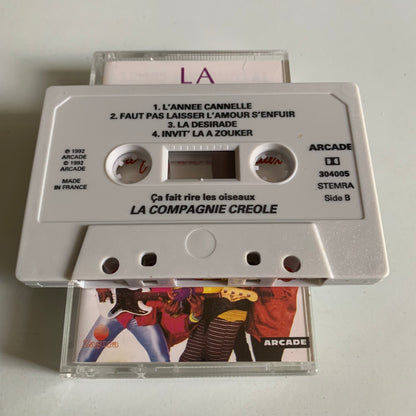 LA
1. L'ANNEE CANNELLE
2. FAUT PAS LAISSER L'AMOUR S'ENFUIR
3. LA DESIRADE
4. INVIT' LA A ZOUKER
℗ 1992
ARCADE
© 1992
ARCADE
MADE
IN FRANCE
ARCADE
304005
STEMRA
Side B
Ça fait rire les oiseaux
LA COMPAGNIE CREOLE
ARCADE